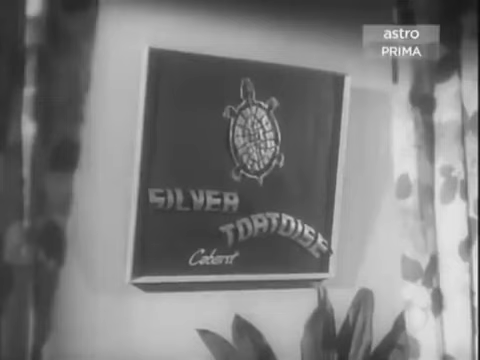 astro
PRIMA
SILVER
TORTOISE
Cabaret